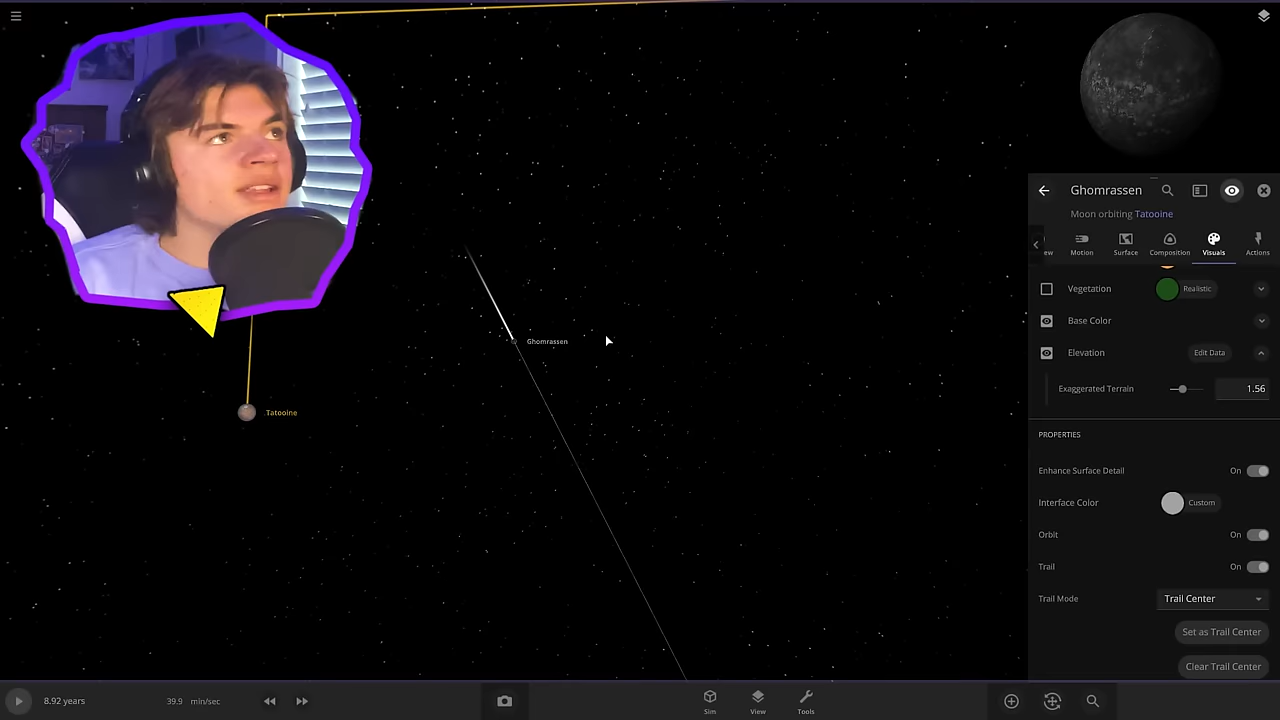 Ghomrassen
Moon orbiting Tatooine
ew
Motion
Surface
Composition
Visuals
Actions
Vegetation
Realistic
Base Color
Elevation
Edit Data
Exaggerated Terrain
1.56
PROPERTIES
Enhance Surface Detail
On
Interface Color
Custom
Orbit
On
Trail
On
Trail Mode
Trail Center
Set as Trail Center
Clear Trail Center
Ghomrassen
Tatooine
8.92 years
39.9 min/sec
Sim
View
Tools